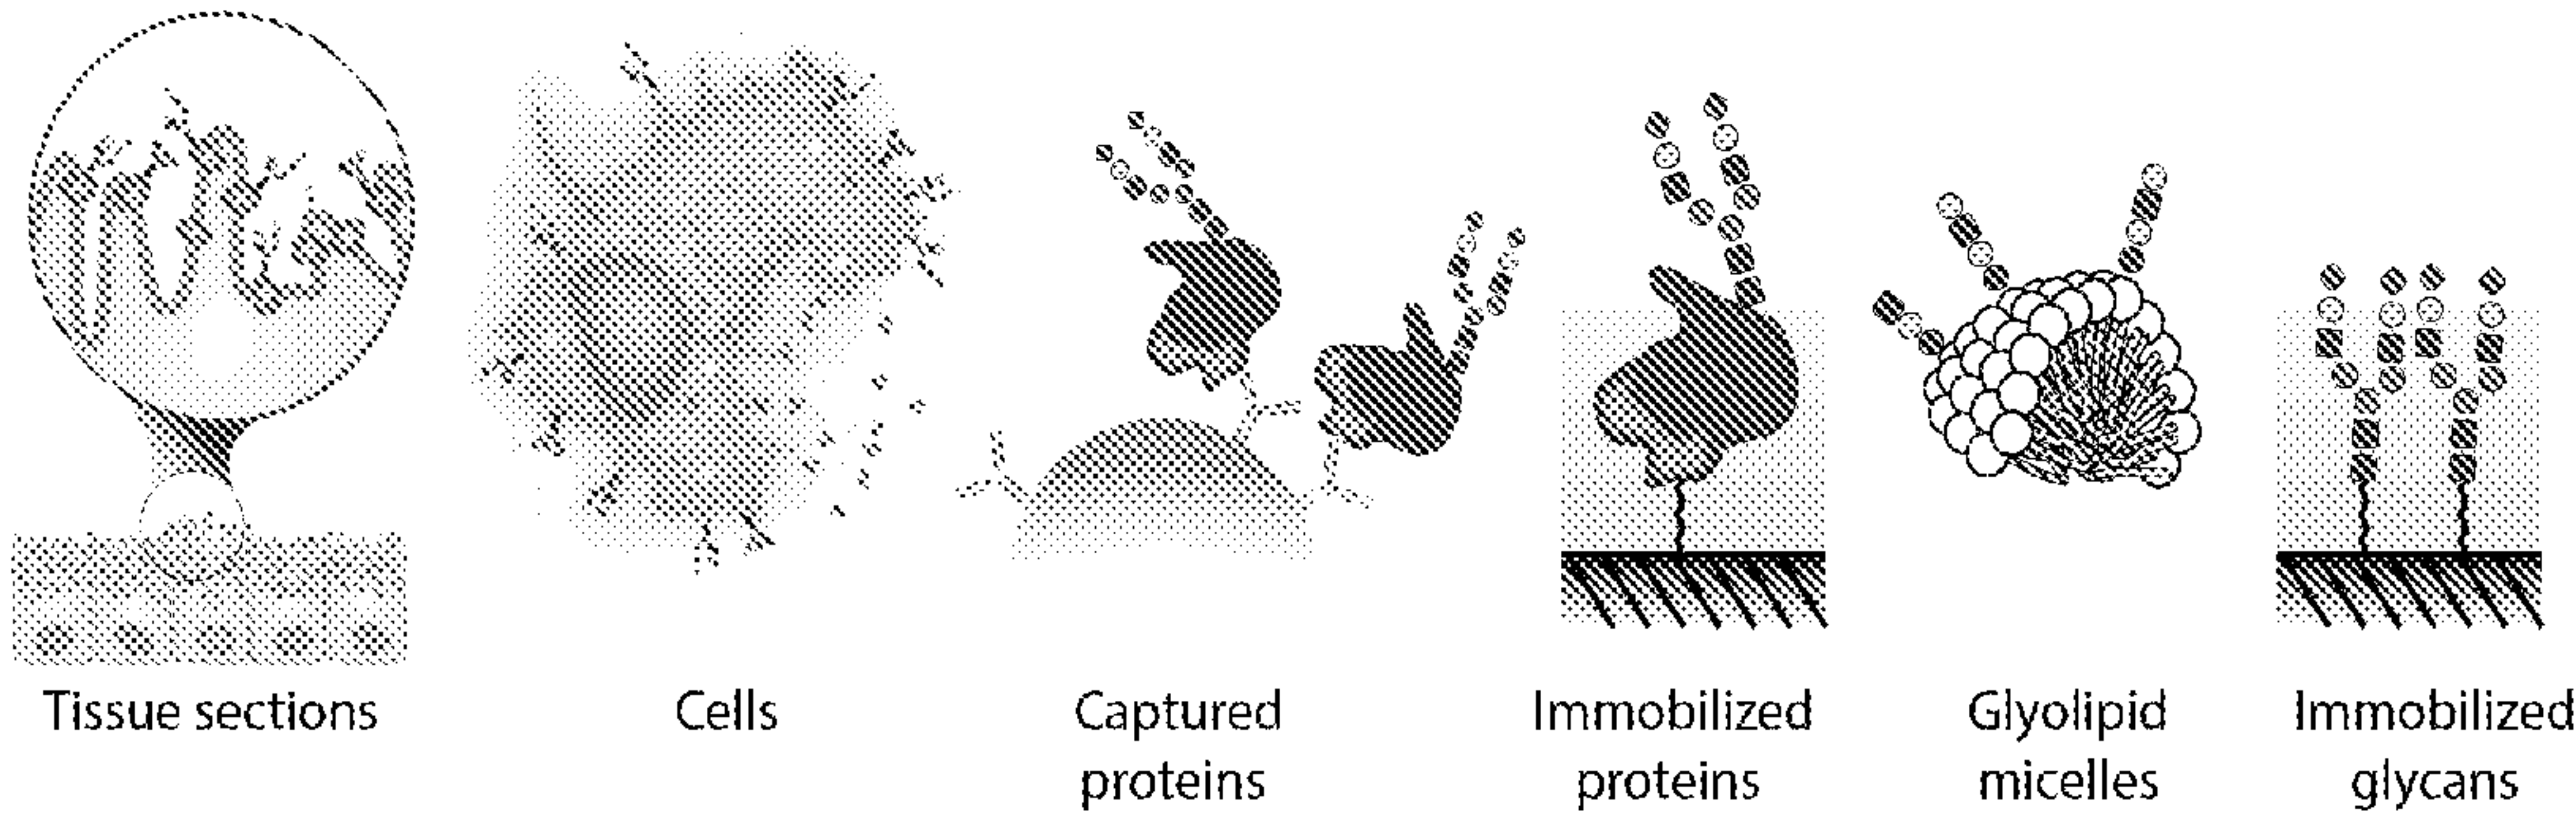 Tissue sections
Cells
Captured
proteins
Immobilized
proteins
Glyolipid
micelles
Immobilized
glycans